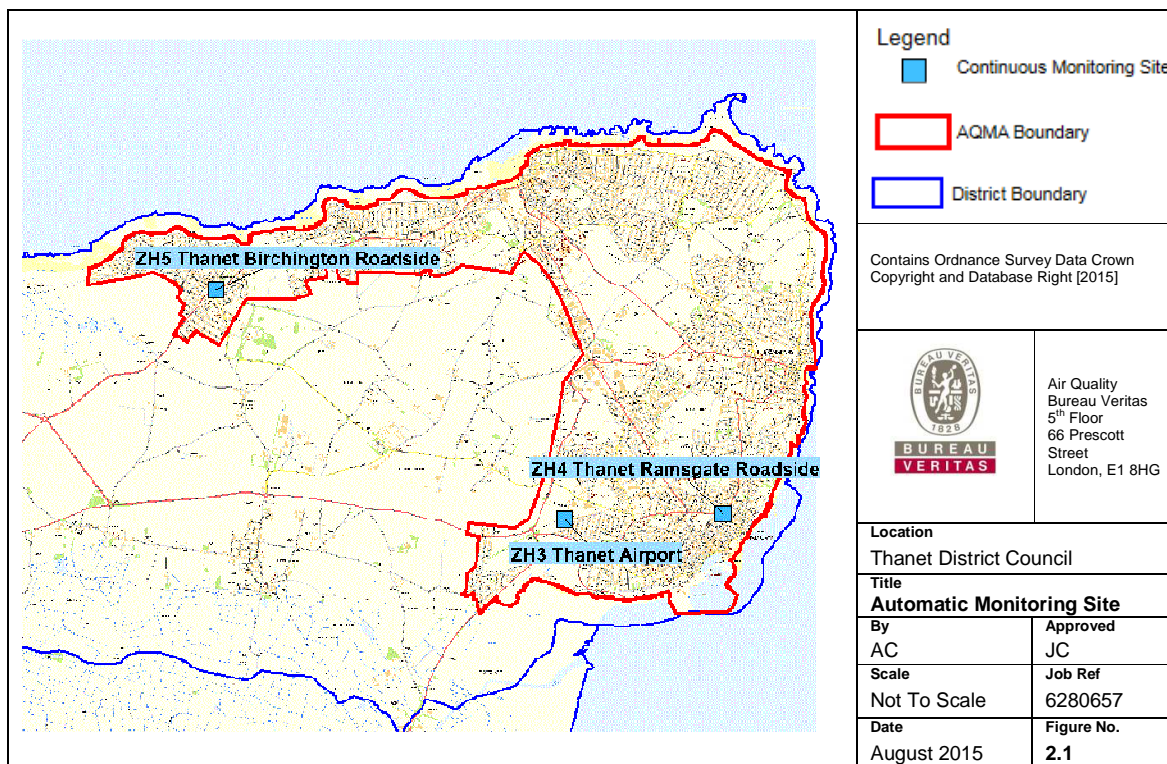 ZH5 Thanet Birchington Roadside
ZH4 Thanet Ramsgate Roadside
ZH3 Thanet Airport
Legend
Continuous Monitoring Site
AQMA Boundary
District Boundary
Contains Ordnance Survey Data Crown
Copyright and Database Right [2015]
BUREAU VERITAS
1828
BUREAU
VERITAS
Air Quality
Bureau Veritas
5th Floor
66 Prescott
Street
London, E1 8HG
Location
Thanet District Council
Title
Automatic Monitoring Site
By
AC
Approved
JC
Scale
Not To Scale
Job Ref
6280657
Date
August 2015
Figure No.
2.1